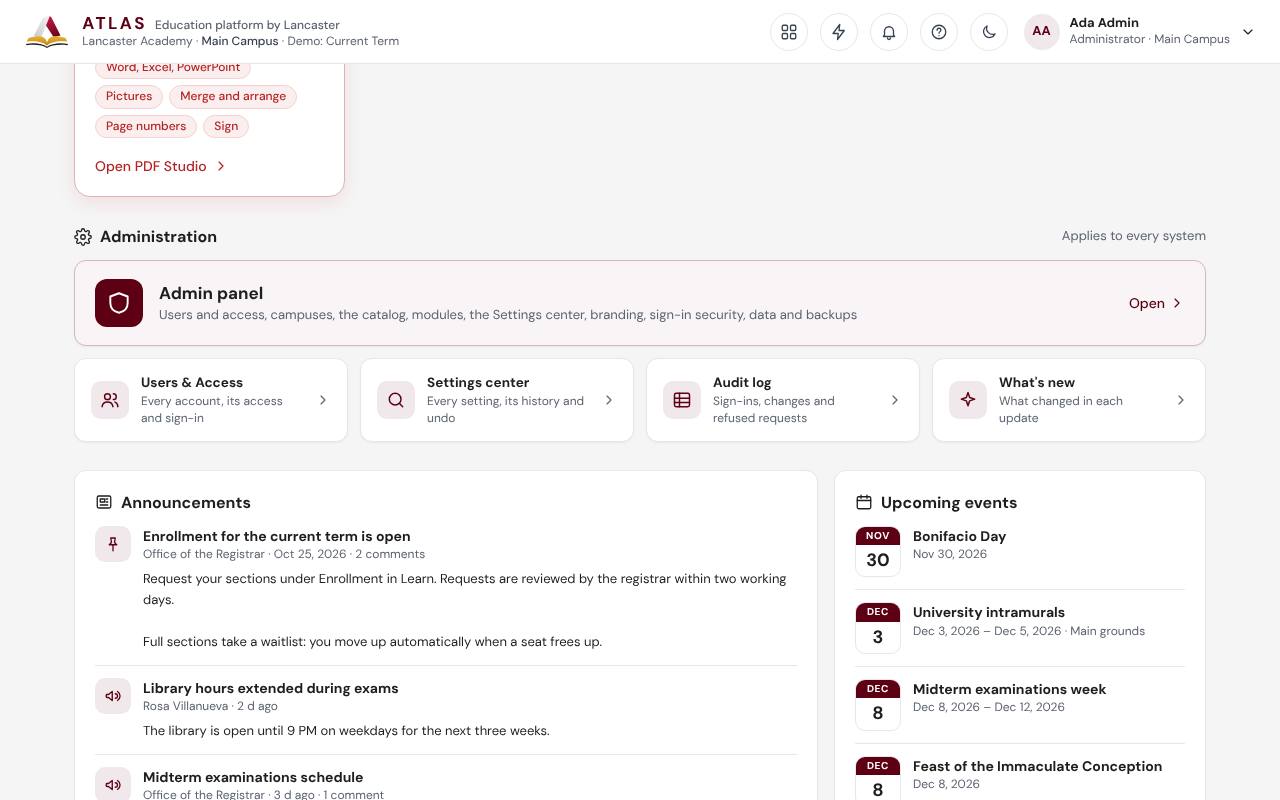 ATLAS Education platform by Lancaster
Lancaster Academy · Main Campus · Demo: Current Term
AA
Ada Admin
Administrator · Main Campus
Word, Excel, PowerPoint
Pictures
Merge and arrange
Page numbers
Sign
Open PDF Studio
Administration
Applies to every system
Admin panel
Users and access, campuses, the catalog, modules, the Settings center, branding, sign-in security, data and backups
Open
Users & Access
Every account, its access
and sign-in
Settings center
Every setting, its history and
undo
Audit log
Sign-ins, changes and
refused requests
What's new
What changed in each
update
Announcements
Enrollment for the current term is open
Office of the Registrar · Oct 25, 2026 · 2 comments
Request your sections under Enrollment in Learn. Requests are reviewed by the registrar within two working
days.
Full sections take a waitlist: you move up automatically when a seat frees up.
Library hours extended during exams
Rosa Villanueva · 2 d ago
The library is open until 9 PM on weekdays for the next three weeks.
Midterm examinations schedule
Office of the Registrar · 3 d ago · 1 comment
Upcoming events
NOV
30
Bonifacio Day
Nov 30, 2026
DEC
3
University intramurals
Dec 3, 2026 – Dec 5, 2026 · Main grounds
DEC
8
Midterm examinations week
Dec 8, 2026 – Dec 12, 2026
DEC
8
Feast of the Immaculate Conception
Dec 8, 2026